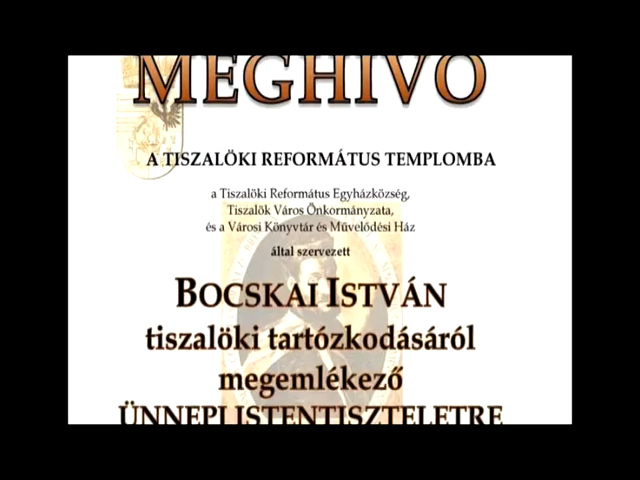 MEGHÍVÓ
A TISZALÖKI REFORMÁTUS TEMPLOMBA
a Tiszalöki Református Egyházközség,
Tiszalök Város Önkormányzata,
és a Városi Könyvtár és Művelődési Ház
által szervezett
BOCSKAI ISTVÁN
tiszalöki tartózkodásáról
megemlékező
ÜNNEPI ISTENTISZTELETRE